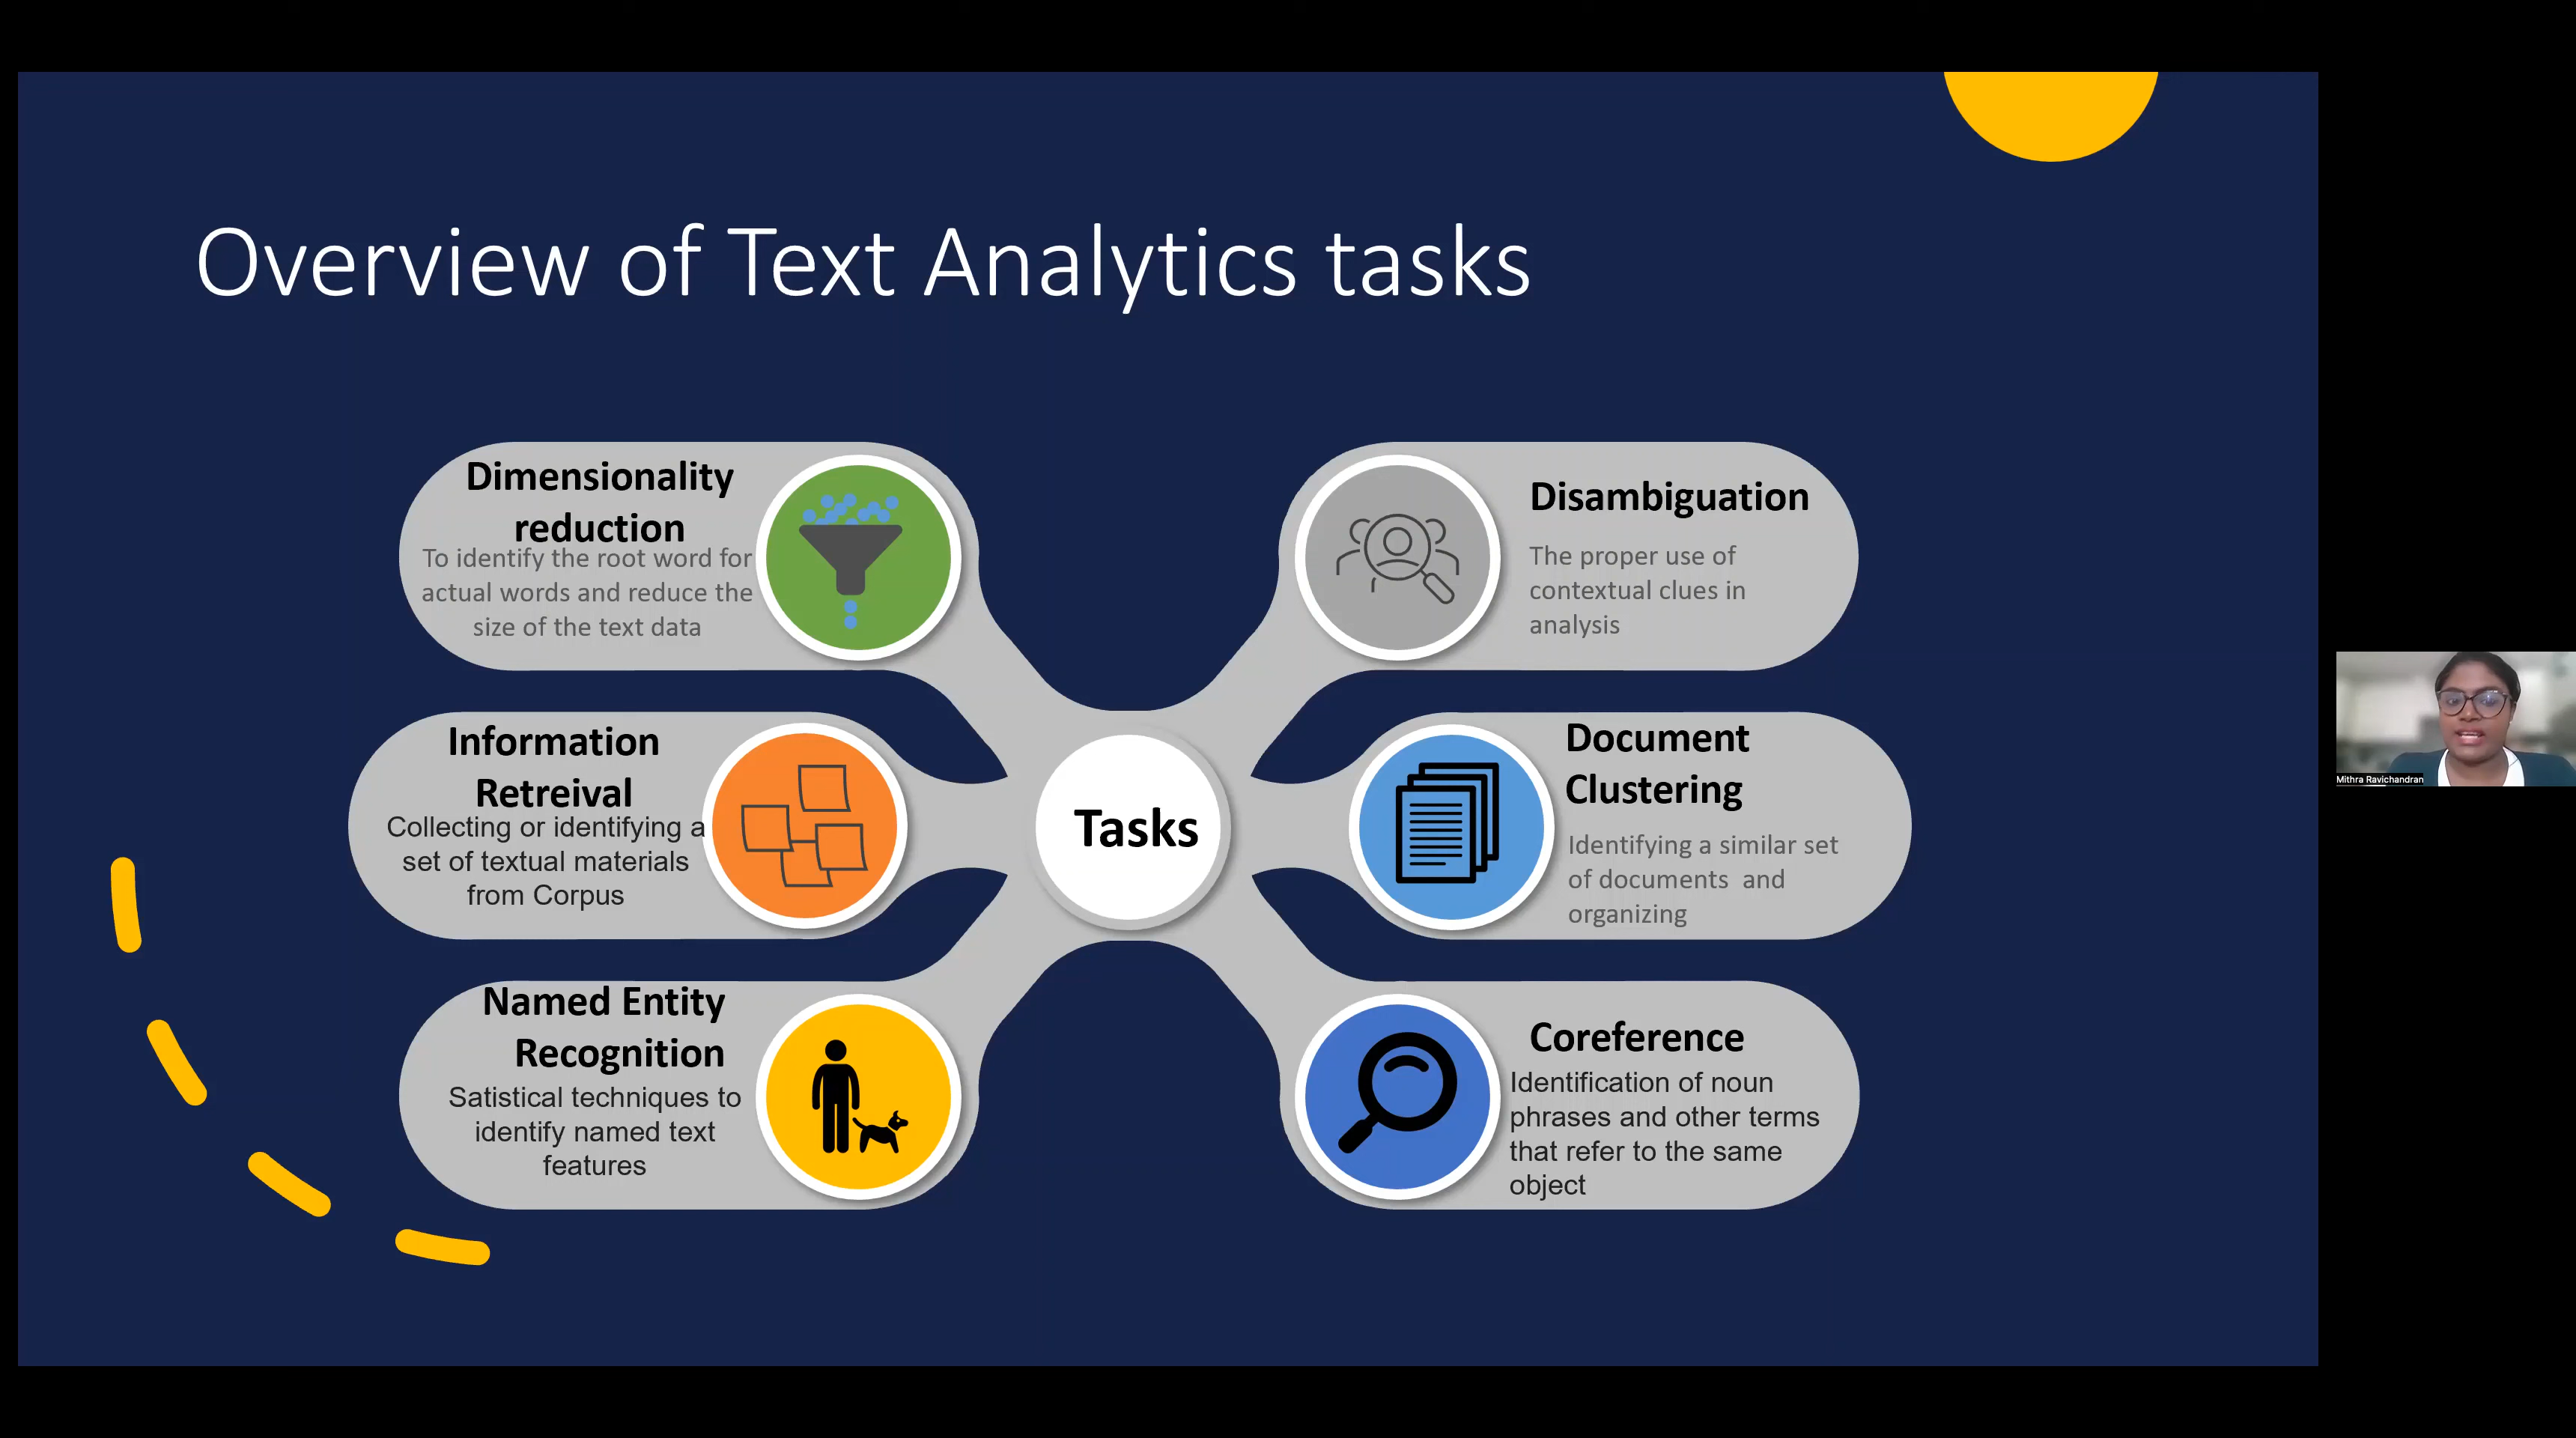 Overview of Text Analytics tasks
Dimensionality
reduction
To identify the root word for
actual words and reduce the
size of the text data
Information
Retreival
Collecting or identifying a
set of textual materials
from Corpus
Named Entity
Recognition
Satistical techniques to
identify named text
features
Tasks
Disambiguation
The proper use of
contextual clues in
analysis
Document
Clustering
Identifying a similar set
of documents and
organizing
Coreference
Identification of noun
phrases and other terms
that refer to the same
object
Mithra Ravichandran